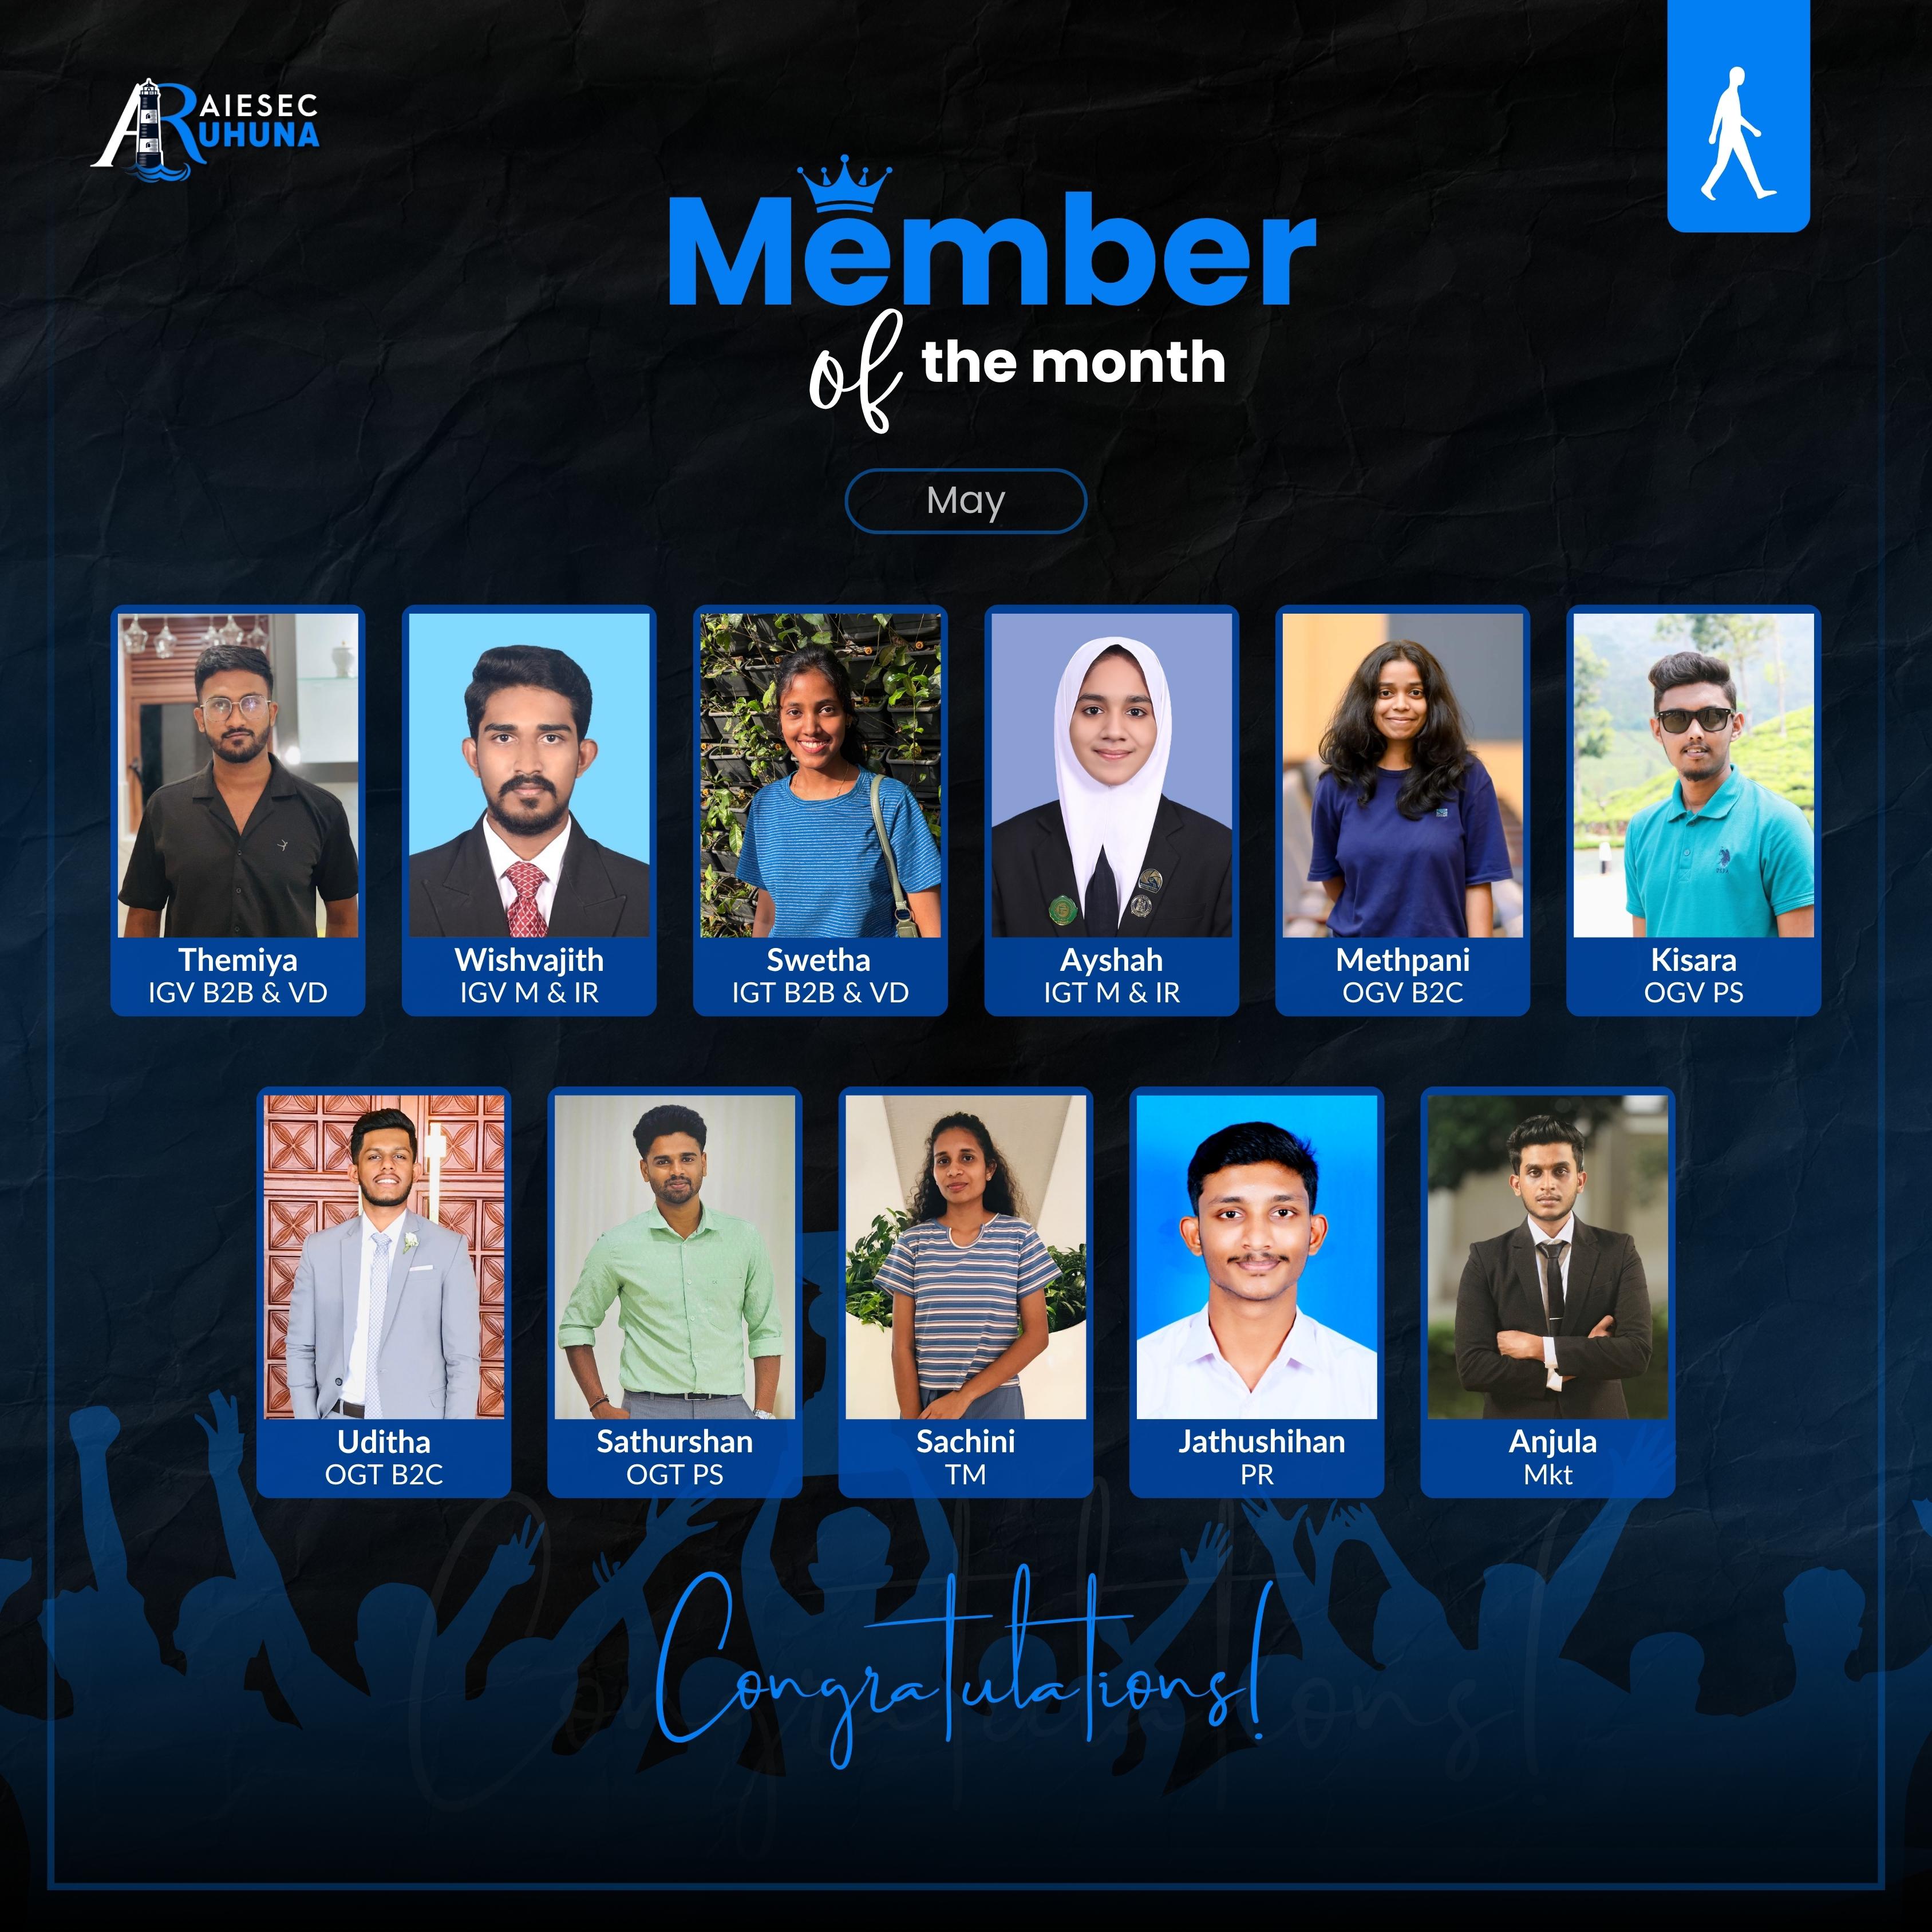 AIESEC
RUHUNA
Member
of the month
May
Themiya
IGV B2B & VD
Wishvajith
IGV M & IR
Swetha
IGT B2B & VD
Ayshah
IGT M & IR
Methpani
OGV B2C
Kisara
OGV PS
Uditha
OGT B2C
Sathurshan
OGT PS
Sachini
TM
Jathushihan
PR
Anjula
Mkt
Congratulations!